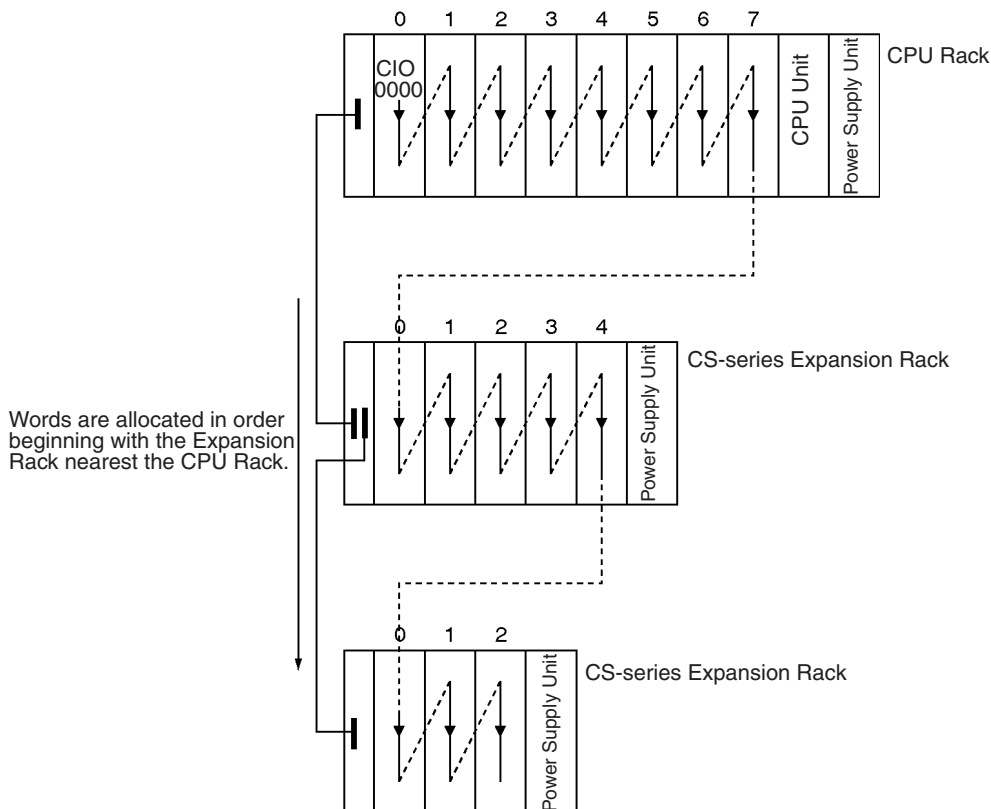 0 1 2 3 4 5 6 7
CIO
0000
CPU Unit
Power Supply Unit
CPU Rack
0 1 2 3 4
Power Supply Unit
CS-series Expansion Rack
Words are allocated in order
beginning with the Expansion
Rack nearest the CPU Rack.
0 1 2
Power Supply Unit
CS-series Expansion Rack